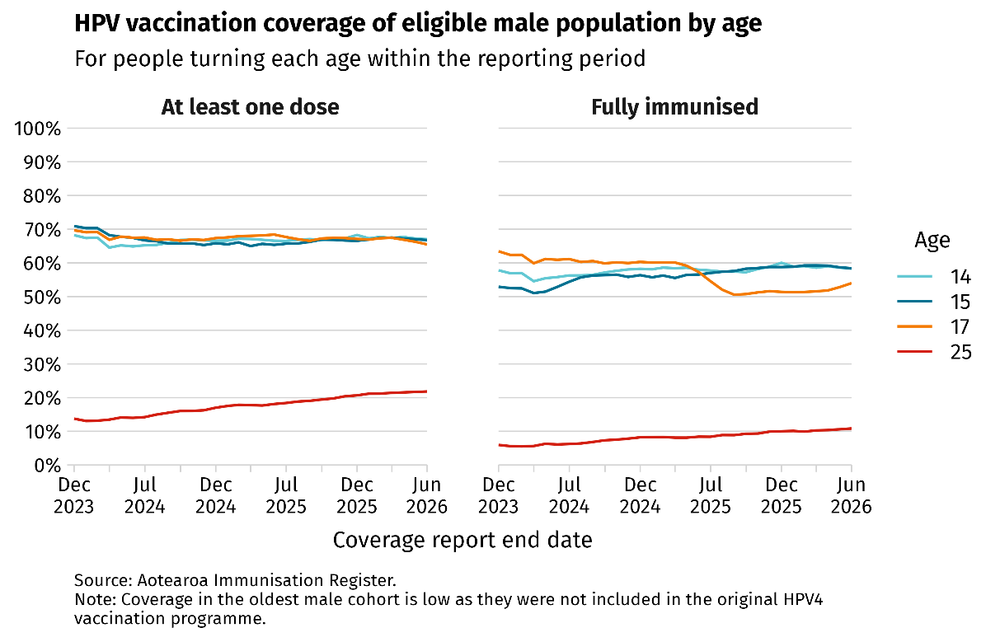 HPV vaccination coverage of eligible male population by age
For people turning each age within the reporting period
At least one dose
Fully immunised
100%
90%
80%
70%
60%
50%
40%
30%
20%
10%
0%
Dec Jul Dec Jul Dec Jun
2023 2024 2024 2025 2025 2026
Dec Jul Dec Jul Dec Jun
2023 2024 2024 2025 2025 2026
Coverage report end date
Age
14
15
17
25
Source: Aotearoa Immunisation Register.
Note: Coverage in the oldest male cohort is low as they were not included in the original HPV4
vaccination programme.